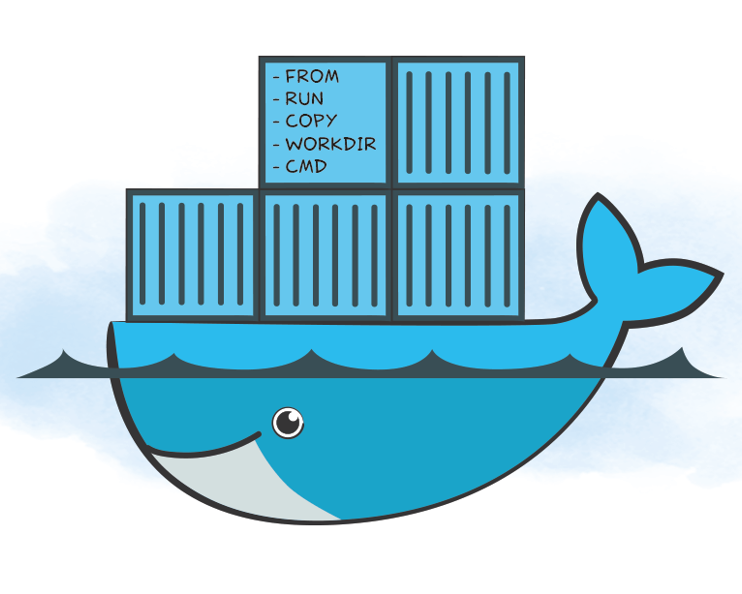 - FROM
- RUN
- COPY
- WORKDIR
- CMD